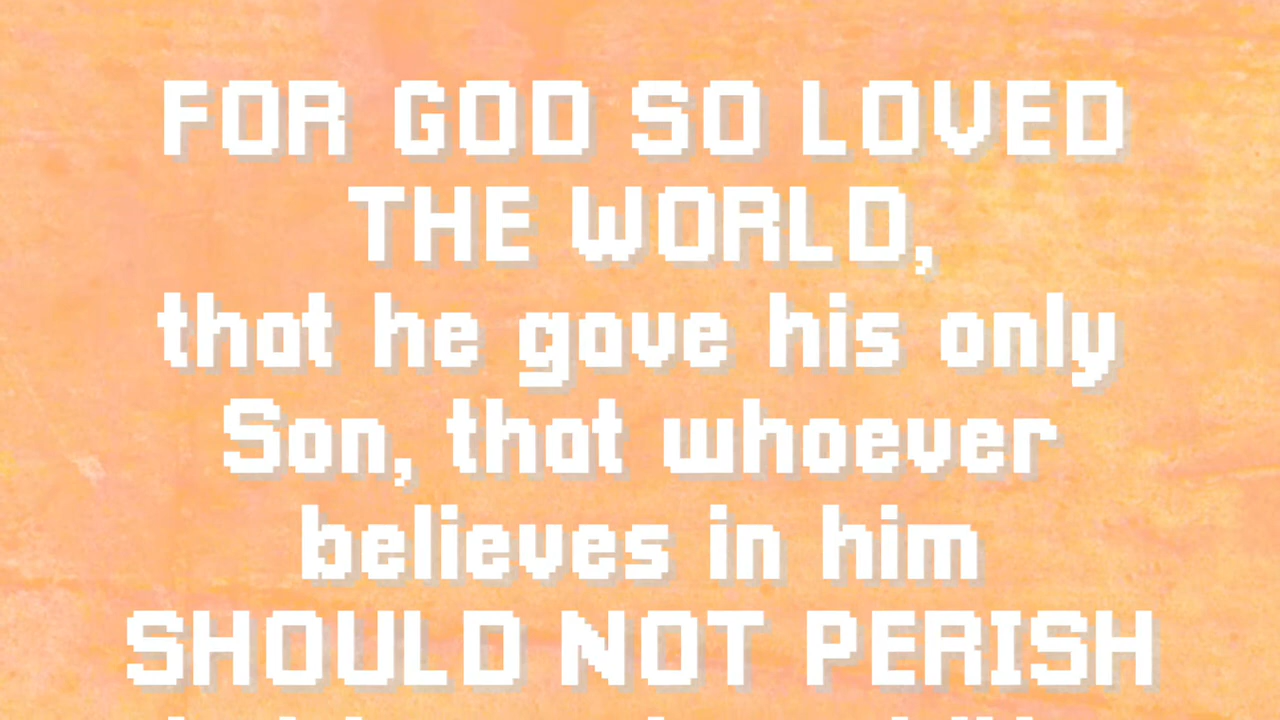 FOR GOD SO LOVED
THE WORLD,
that he gave his only
Son, that whoever
believes in him
SHOULD NOT PERISH